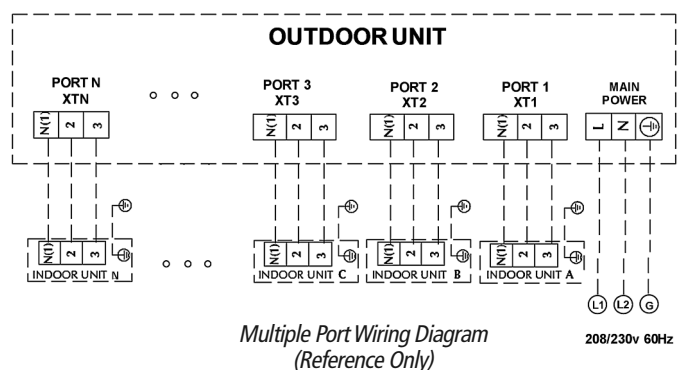 OUTDOOR UNIT
PORT N
XTN
PORT 3
XT3
PORT 2
XT2
PORT 1
XT1
MAIN
POWER
N(1) 2 3
N(1) 2 3
N(1) 2 3
N(1) 2 3
L N
N(1) 2 3
INDOOR UNIT N
N(1) 2 3
INDOOR UNIT C
N(1) 2 3
INDOOR UNIT B
N(1) 2 3
INDOOR UNIT A
L1 L2 G
208/230v 60Hz
Multiple Port Wiring Diagram
(Reference Only)